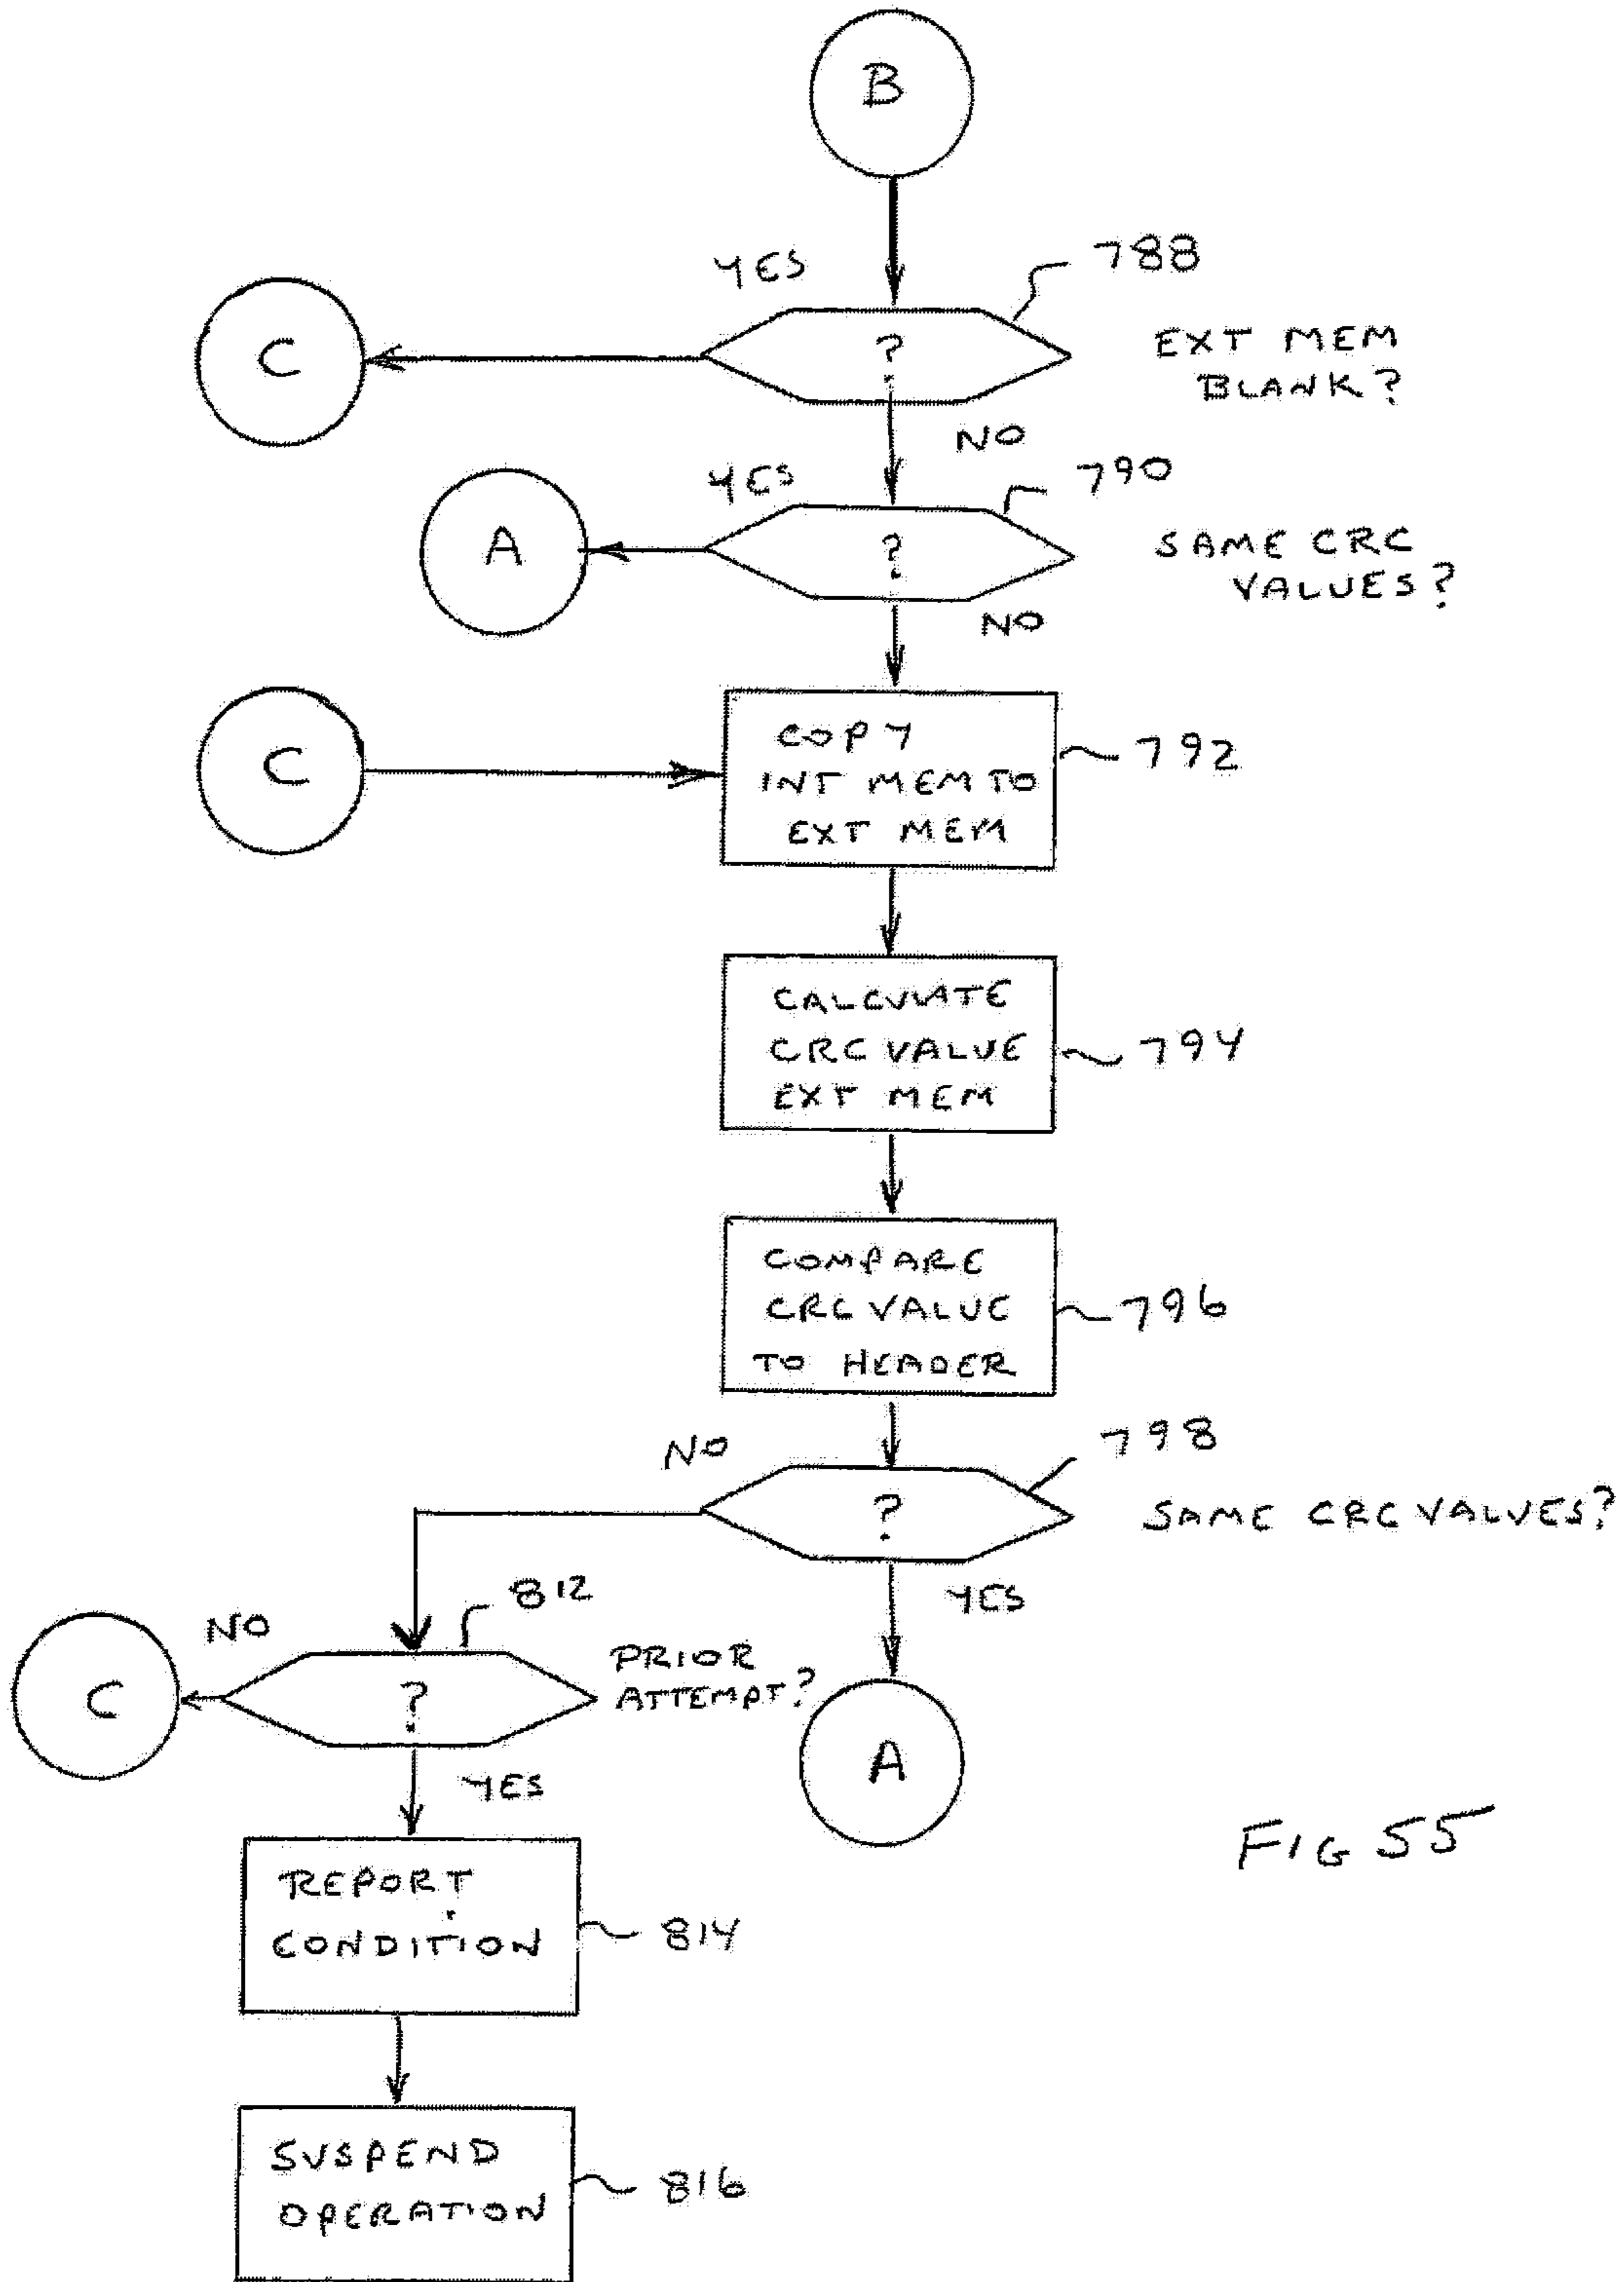 B
YES
788
C
?
EXT MEM
BLANK?
NO
YES
790
A
?
SAME CRC
VALUES?
NO
C
COPY
INT MEM TO
EXT MEM
792
CALCULATE
CRC VALUE
EXT MEM
794
COMPARE
CRC VALUE
TO HEADER
796
NO
798
?
SAME CRC VALUES?
YES
812
NO
C
?
PRIOR
ATTEMPT?
A
YES
REPORT
CONDITION
814
FIG 55
SUSPEND
OPERATION
816